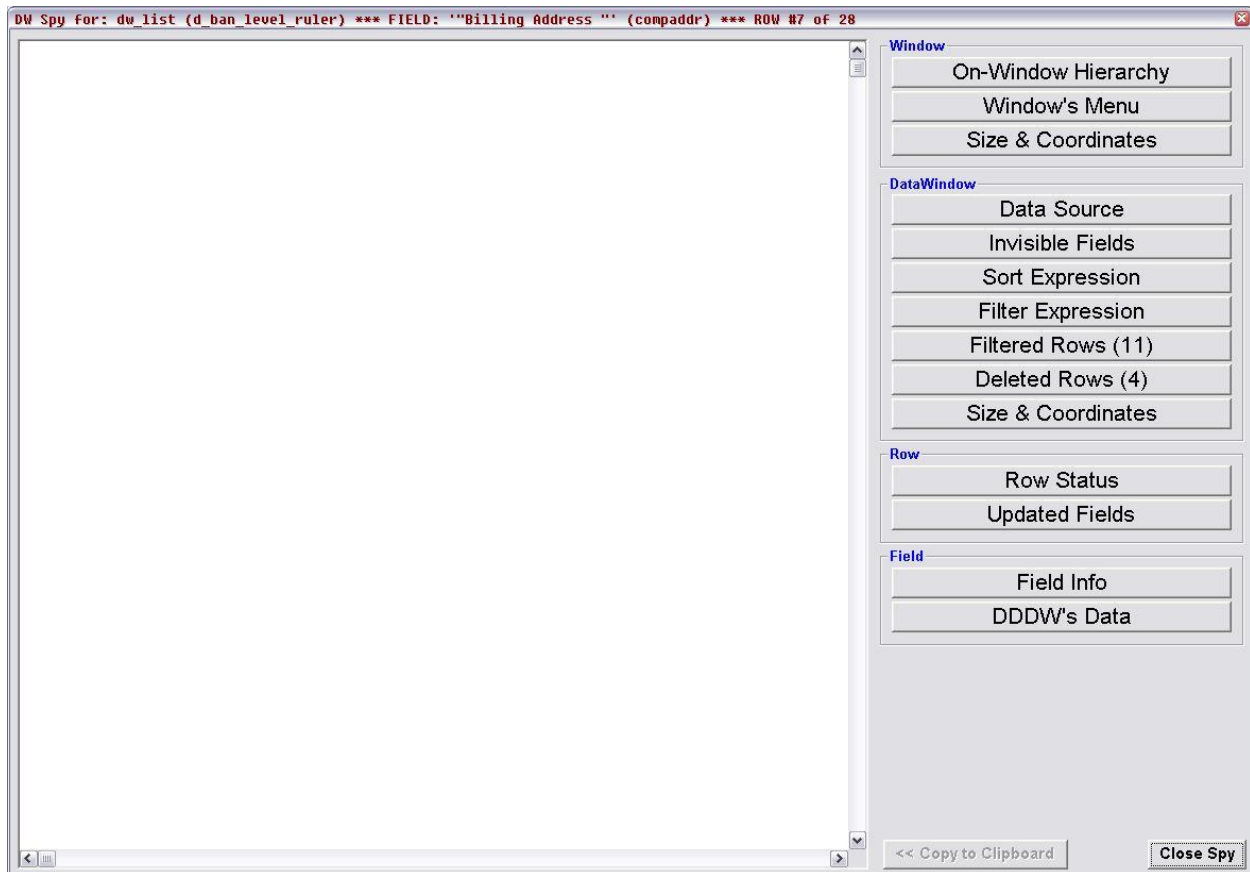 DW Spy for: dw_list (d_ban_level_ruler) *** FIELD: '"Billing Address "' (compaddr) *** ROW #7 of 28
Window
On-Window Hierarchy
Window's Menu
Size & Coordinates
DataWindow
Data Source
Invisible Fields
Sort Expression
Filter Expression
Filtered Rows (11)
Deleted Rows (4)
Size & Coordinates
Row
Row Status
Updated Fields
Field
Field Info
DDDW's Data
<< Copy to Clipboard
Close Spy